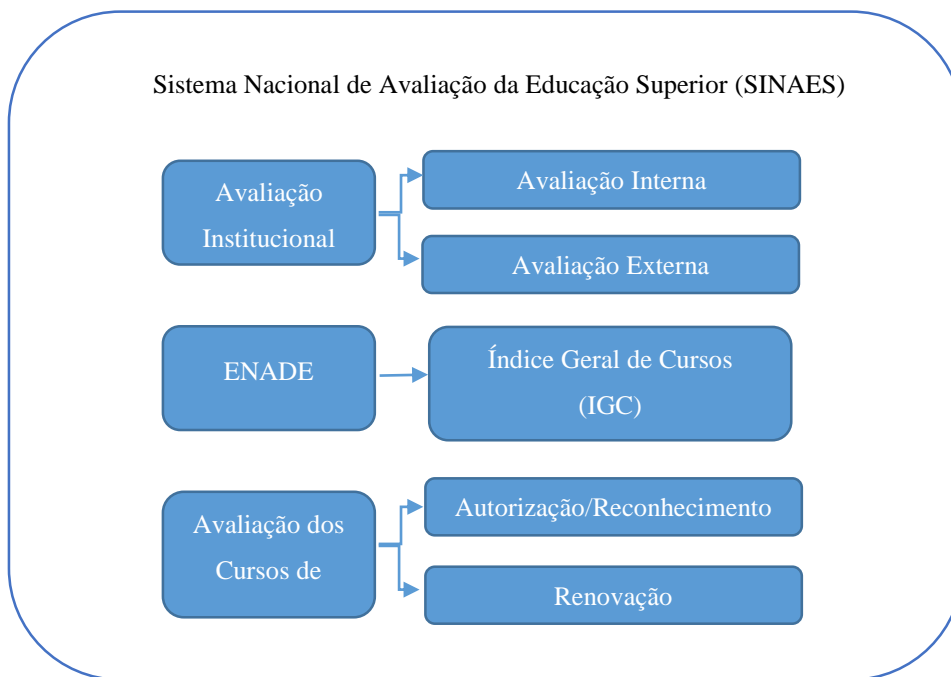 Sistema Nacional de Avaliação da Educação Superior (SINAES)
Avaliação
Institucional
Avaliação Interna
Avaliação Externa
ENADE
Índice Geral de Cursos
(IGC)
Avaliação dos
Cursos de
Autorização/Reconhecimento
Renovação